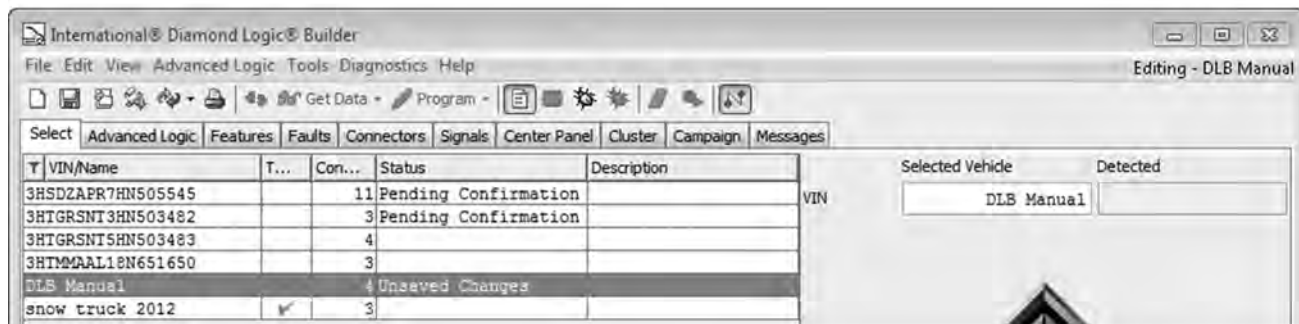 International® Diamond Logic® Builder
File Edit View Advanced Logic Tools Diagnostics Help Editing - DLB Manual
Get Data Program
Select Advanced Logic Features Faults Connectors Signals Center Panel Cluster Campaign Messages
VIN/Name T... Con... Status Description
Selected Vehicle Detected
3HSDZAPR7HN505545 11 Pending Confirmation
VIN DLB Manual
3HTGRSNT3HN503482 3 Pending Confirmation
3HTGRSNT5HN503483 4
3HTMMAAL18N651650 3
DLB Manual 4 Unsaved Changes
snow truck 2012 3